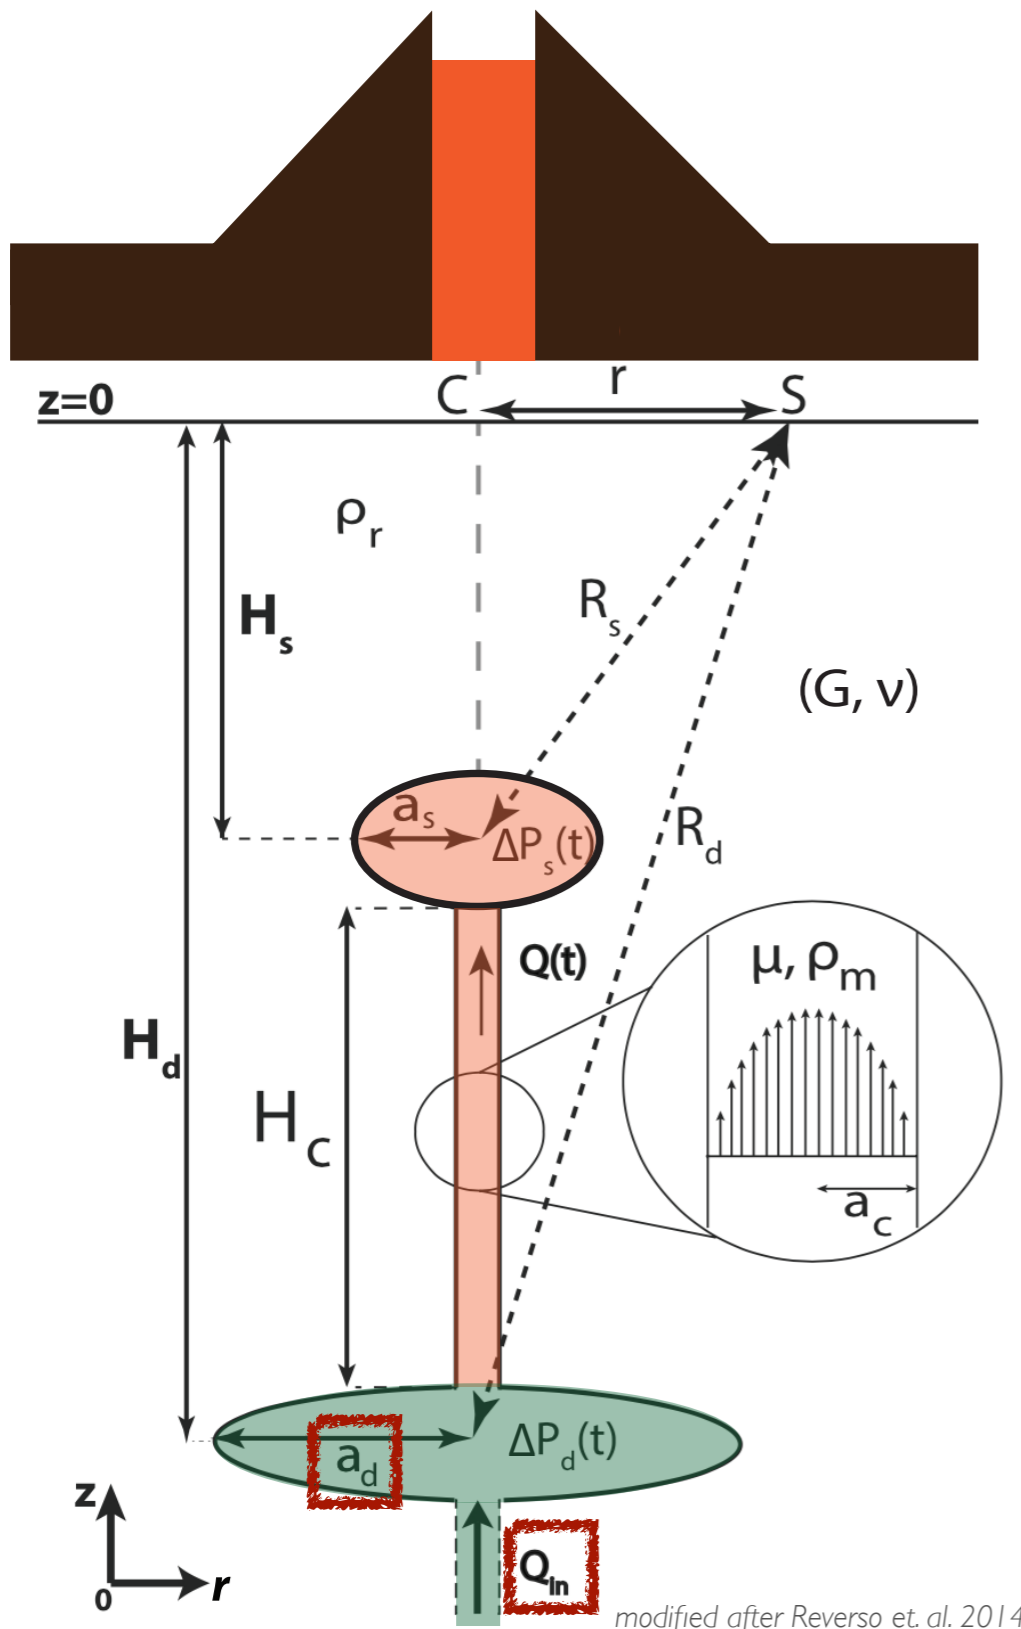 C
r
S
z=0
ρr
Hs
Rs
(G, ν)
as
ΔPs(t)
Rd
Q(t)
μ, ρm
Hd
Hc
ac
ad
ΔPd(t)
z
Qin
0
r
modified after Reverso et. al. 2014